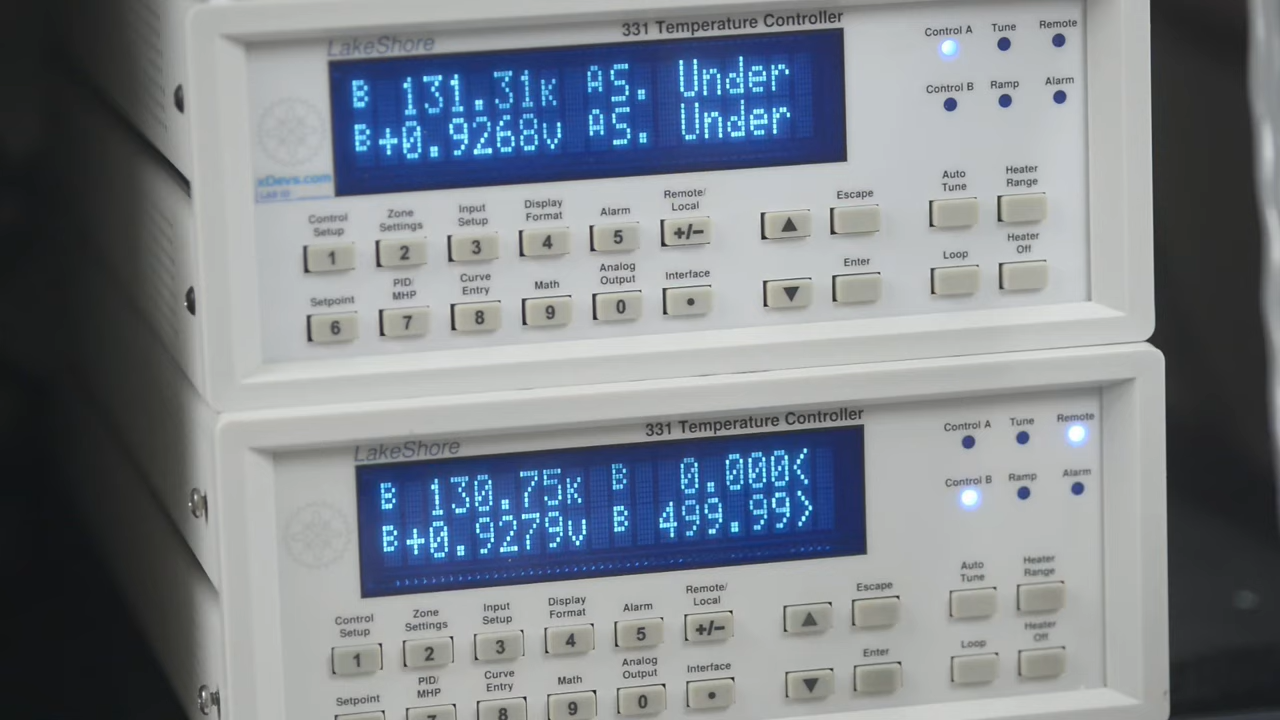 331 Temperature Controller
LakeShore
B 131.31K AS. Under
B+0.9268V AS. Under
xDevs.com
Control A Tune Remote
Control B Ramp Alarm
Control Setup Zone Settings Input Setup Display Format Alarm Remote/Local Escape Auto Tune Heater Range
1 2 3 4 5 +/− ▲
Setpoint PID/MHP Curve Entry Math Analog Output Interface Enter Loop Heater Off
6 7 8 9 0 • ▼
331 Temperature Controller
LakeShore
B 130.75K B 0.000<
B+0.9279V B 499.99>
Control A Tune Remote
Control B Ramp Alarm
Control Setup Zone Settings Input Setup Display Format Alarm Remote/Local Escape Auto Tune Heater Range
1 2 3 4 5 +/− ▲
Setpoint PID/MHP Curve Entry Math Analog Output Interface Enter Loop Heater Off
7 8 9 0 • ▼